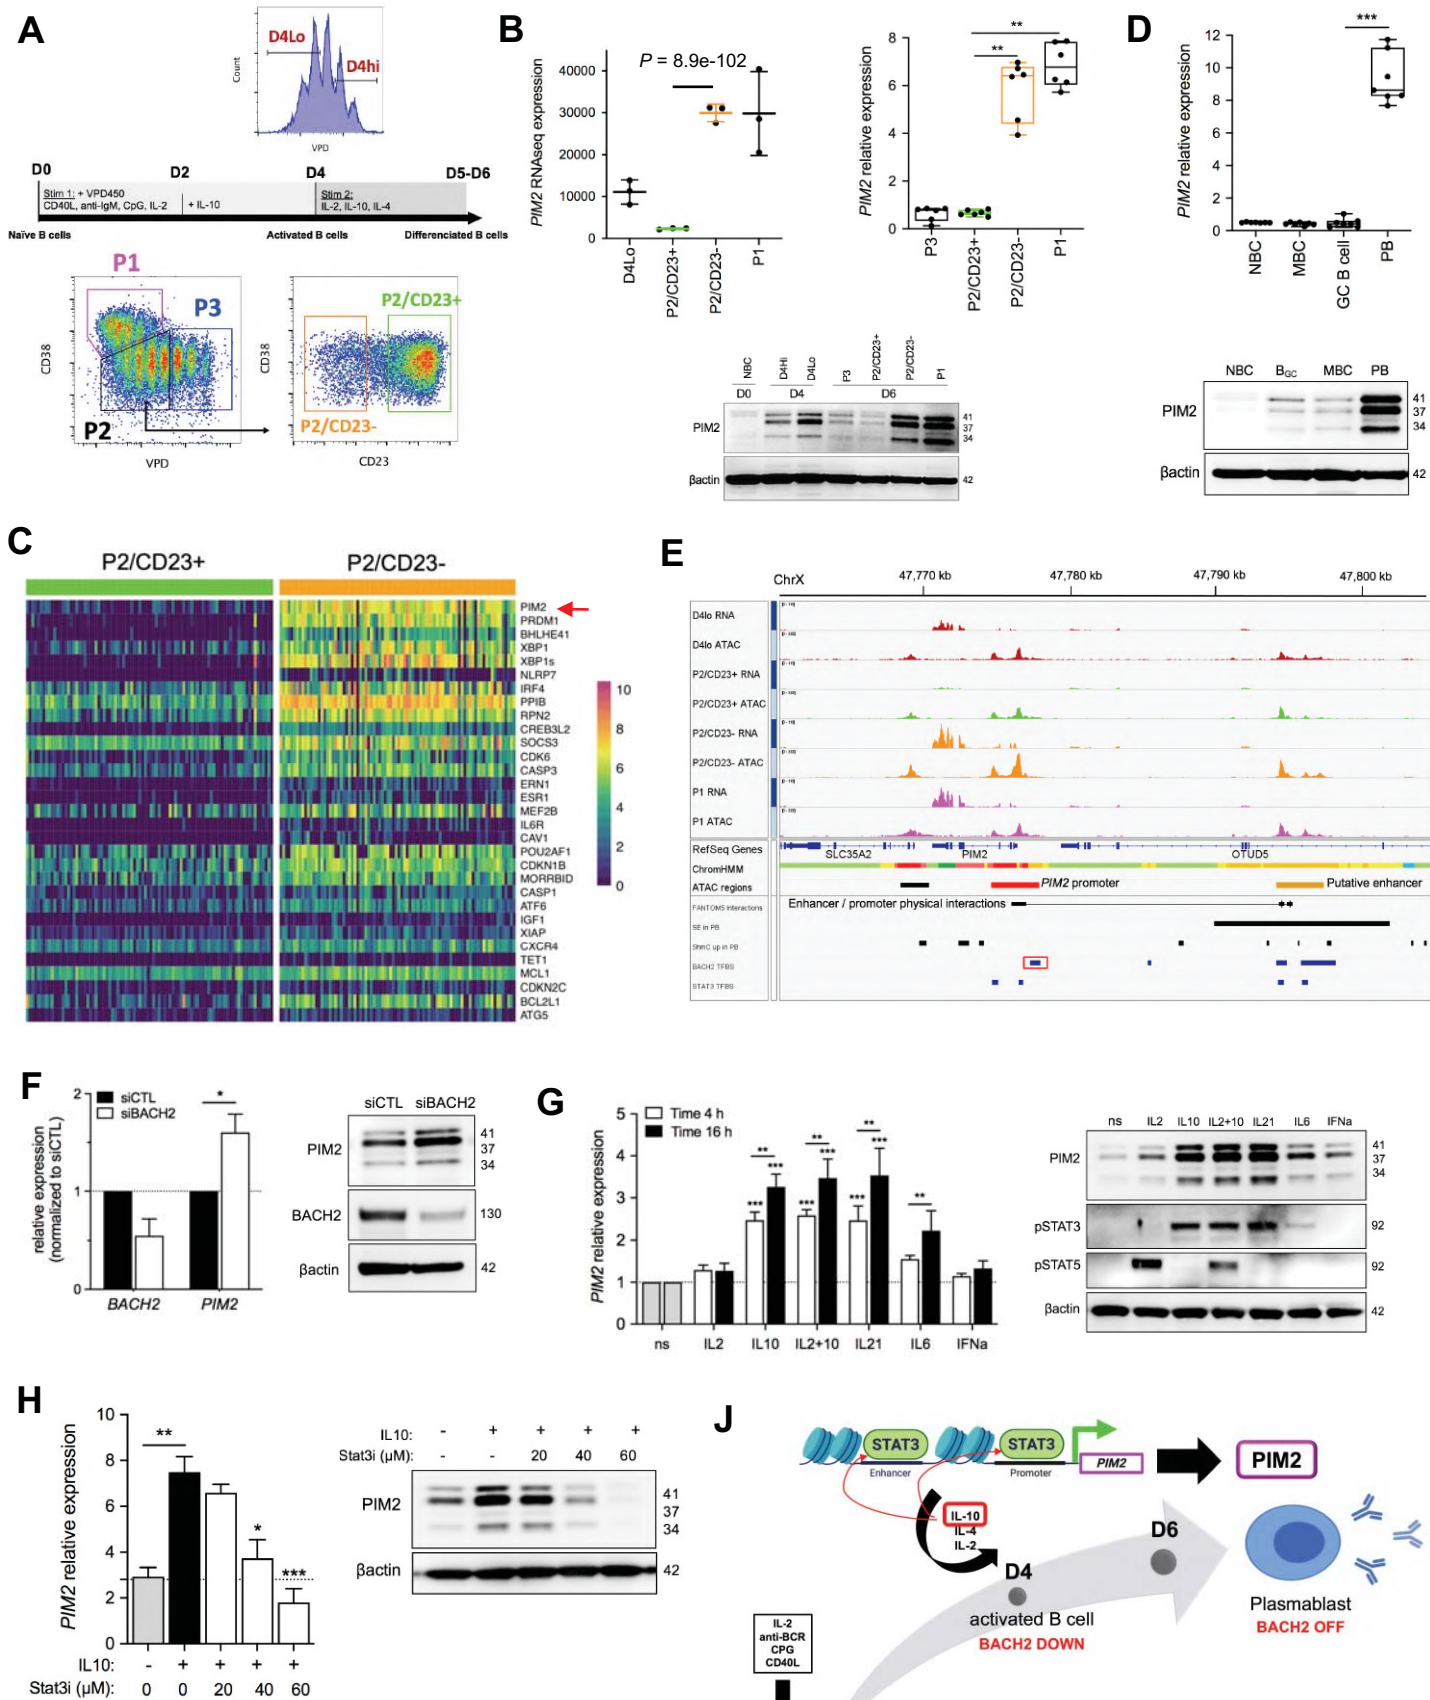 A
D4Lo
D4hi
Count
VPD
D0
D2
D4
D5-D6
Stim 1: + VPD450
CD40L, anti-IgM, CpG, IL-2
+ IL-10
Stim 2:
IL-2, IL-10, IL-4
Naïve B cells
Activated B cells
Differenciated B cells
P1
P3
P2
CD38
VPD
P2/CD23+
P2/CD23-
CD38
CD23
B
PIM2 RNAseq expression
40000
30000
20000
10000
0
P = 8.9e-102
D4Lo
P2/CD23+
P2/CD23-
P1
PIM2 relative expression
8
6
4
2
0
**
**
P3
P2/CD23+
P2/CD23-
P1
NBC
D4Hi
D4Lo
P3
P2/CD23+
P2/CD23-
P1
D0
D4
D6
PIM2
41
37
34
βactin
42
D
PIM2 relative expression
12
10
8
6
4
2
0
***
NBC
MBC
GC B cell
PB
NBC
BGC
MBC
PB
PIM2
41
37
34
βactin
42
C
P2/CD23+
P2/CD23-
PIM2
PRDM1
BHLHE41
XBP1
XBP1s
NLRP7
IRF4
PPIB
RPN2
CREB3L2
SOCS3
CDK6
CASP3
ERN1
ESR1
MEF2B
IL6R
CAV1
POU2AF1
CDKN1B
MORRBID
CASP1
ATF6
IGF1
XIAP
CXCR4
TET1
MCL1
CDKN2C
BCL2L1
ATG5
10
8
6
4
2
0
E
ChrX
47,770 kb
47,780 kb
47,790 kb
47,800 kb
D4lo RNA
D4lo ATAC
P2/CD23+ RNA
P2/CD23+ ATAC
P2/CD23- RNA
P2/CD23- ATAC
P1 RNA
P1 ATAC
RefSeq Genes
SLC35A2
PIM2
OTUD5
ChromHMM
ATAC regions
PIM2 promoter
Putative enhancer
FANTOM5 Interactions
Enhancer / promoter physical interactions
SE in PB
5hmC up in PB
BACH2 TFBS
STAT3 TFBS
F
relative expression
(normalized to siCTL)
2
1
0
siCTL
siBACH2
*
BACH2
PIM2
siCTL
siBACH2
PIM2
41
37
34
BACH2
130
βactin
42
G
PIM2 relative expression
5
4
3
2
1
0
Time 4 h
Time 16 h
**
***
***
**
***
***
**
***
***
**
ns
IL2
IL10
IL2+10
IL21
IL6
IFNa
ns
IL2
IL10
IL2+10
IL21
IL6
IFNa
PIM2
41
37
34
pSTAT3
92
pSTAT5
92
βactin
42
H
PIM2 relative expression
10
8
6
4
2
0
**
*
***
IL10: - + + + +
Stat3i (µM): 0 0 20 40 60
IL10: - + + + +
Stat3i (µM): - - 20 40 60
PIM2
41
37
34
βactin
42
J
STAT3
STAT3
Enhancer
Promoter
PIM2
PIM2
IL-10
IL-4
IL-2
D4
D6
activated B cell
BACH2 DOWN
Plasmablast
BACH2 OFF
IL-2
anti-BCR
CPG
CD40L